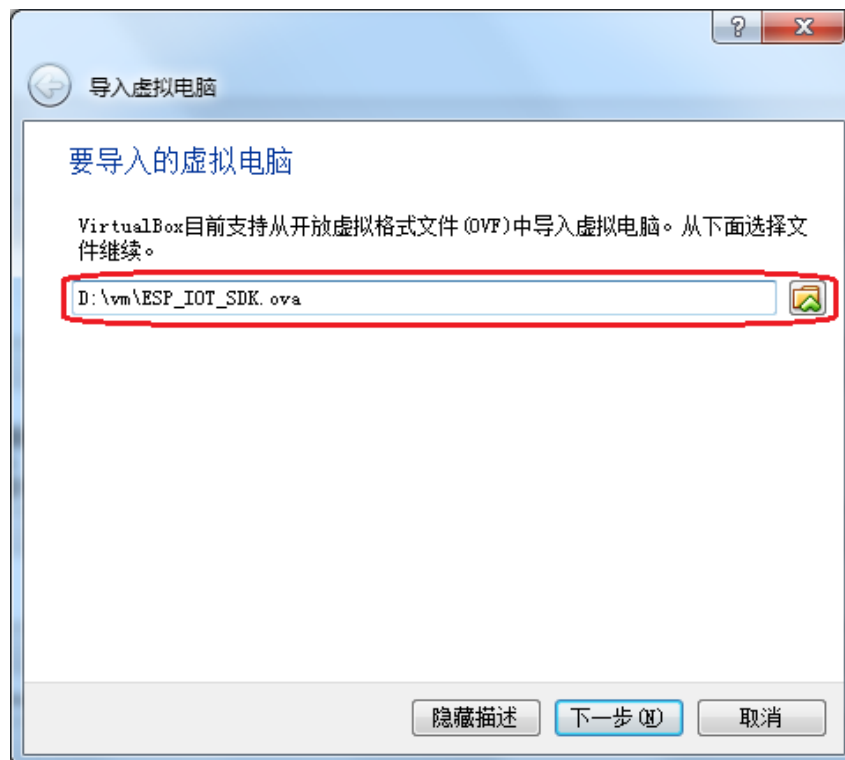 导入虚拟电脑
要导入的虚拟电脑
VirtualBox目前支持从开放虚拟格式文件(OVF)中导入虚拟电脑。从下面选择文
件继续。
D:\vm\ESP_IOT_SDK.ova
隐藏描述 下一步(N) 取消